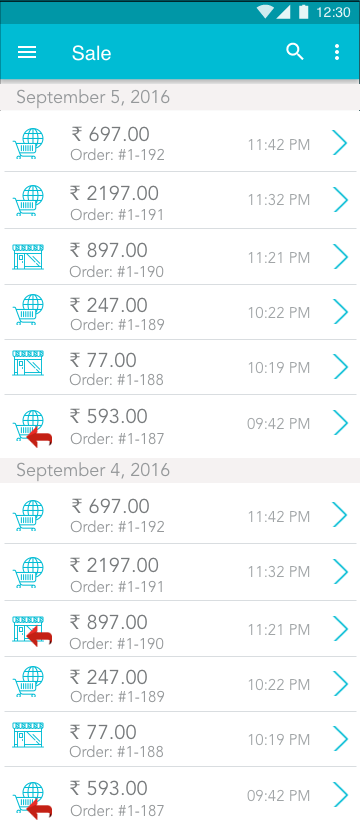 12:30
Sale
September 5, 2016
₹ 697.00
Order: #1-192
11:42 PM
₹ 2197.00
Order: #1-191
11:32 PM
₹ 897.00
Order: #1-190
11:21 PM
₹ 247.00
Order: #1-189
10:22 PM
₹ 77.00
Order: #1-188
10:19 PM
₹ 593.00
Order: #1-187
09:42 PM
September 4, 2016
₹ 697.00
Order: #1-192
11:42 PM
₹ 2197.00
Order: #1-191
11:32 PM
₹ 897.00
Order: #1-190
11:21 PM
₹ 247.00
Order: #1-189
10:22 PM
₹ 77.00
Order: #1-188
10:19 PM
₹ 593.00
Order: #1-187
09:42 PM